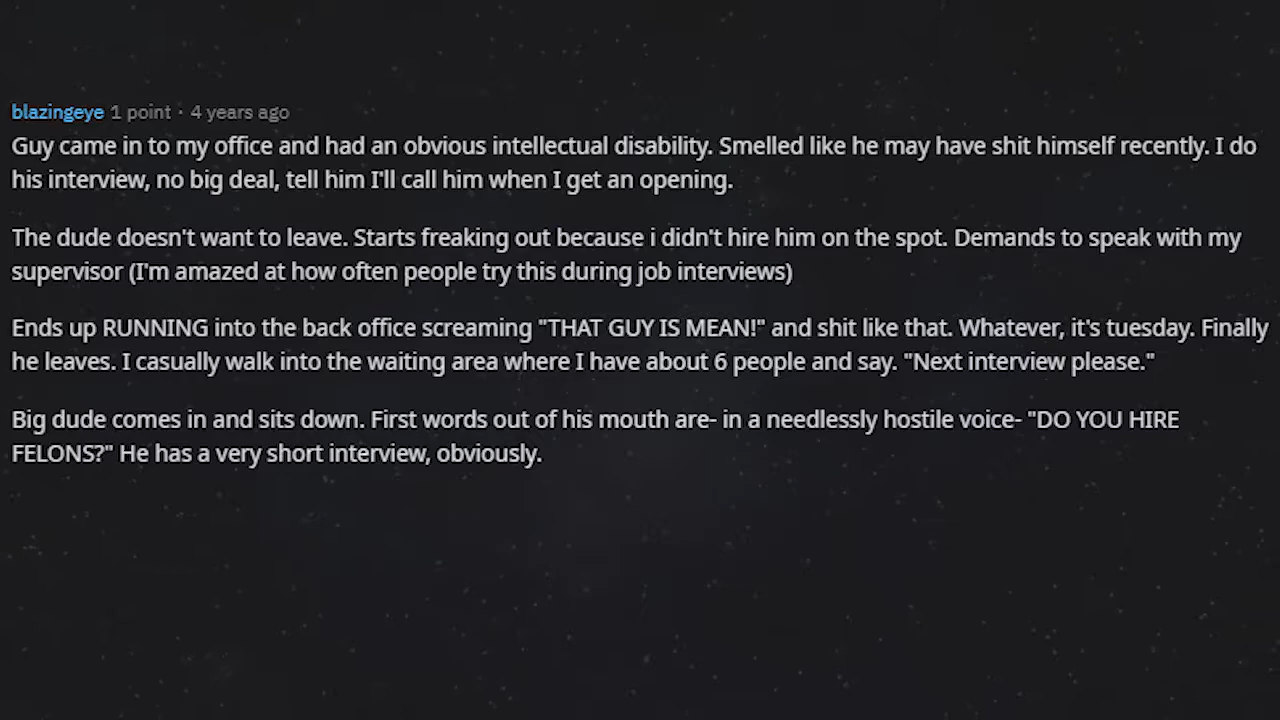 blazingeye 1 point · 4 years ago
Guy came in to my office and had an obvious intellectual disability. Smelled like he may have shit himself recently. I do
his interview, no big deal, tell him I'll call him when I get an opening.
The dude doesn't want to leave. Starts freaking out because i didn't hire him on the spot. Demands to speak with my
supervisor (I'm amazed at how often people try this during job interviews)
Ends up RUNNING into the back office screaming "THAT GUY IS MEAN!" and shit like that. Whatever, it's tuesday. Finally
he leaves. I casually walk into the waiting area where I have about 6 people and say. "Next interview please."
Big dude comes in and sits down. First words out of his mouth are- in a needlessly hostile voice- "DO YOU HIRE
FELONS?" He has a very short interview, obviously.